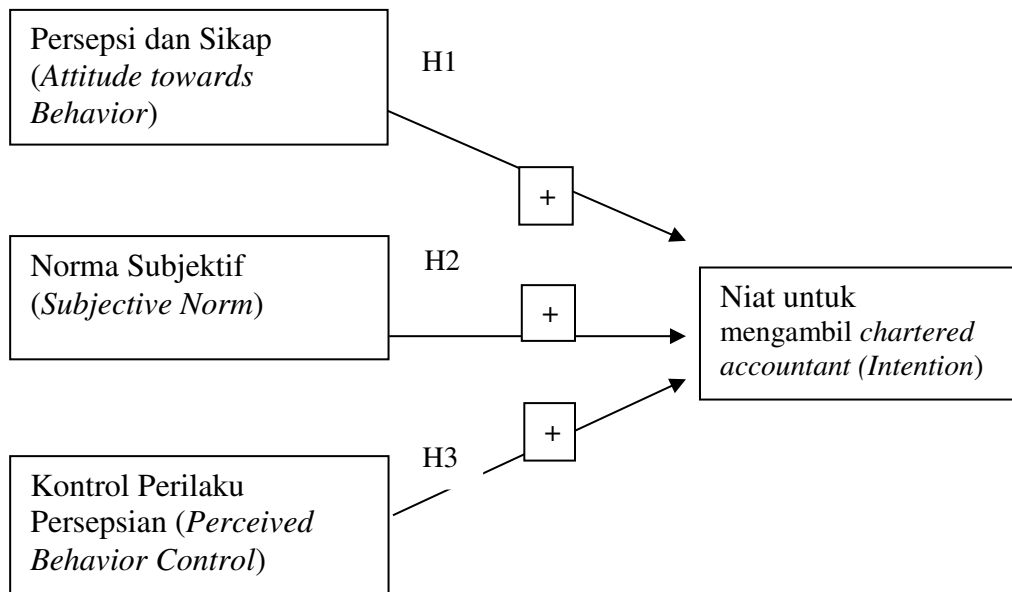 Persepsi dan Sikap
(Attitude towards
Behavior)
H1
+
Norma Subjektif
(Subjective Norm)
H2
+
Niat untuk
mengambil chartered
accountant (Intention)
+
H3
Kontrol Perilaku
Persepsian (Perceived
Behavior Control)